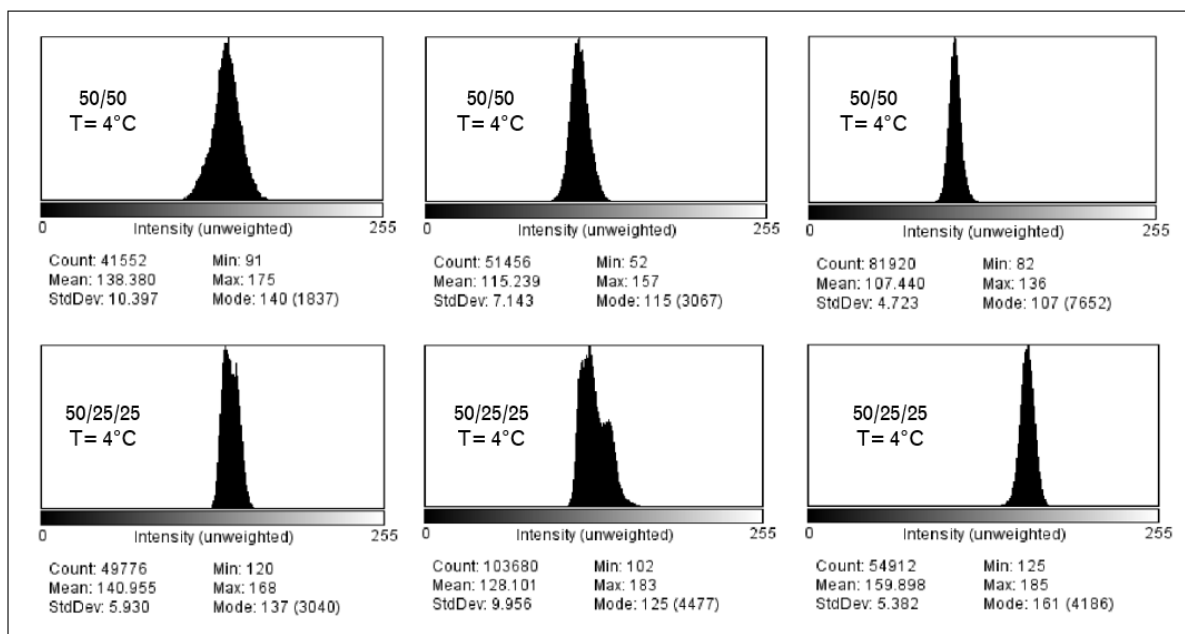 50/50
T= 4°C
0 Intensity (unweighted) 255
Count: 41552 Min: 91
Mean: 138.380 Max: 175
StdDev: 10.397 Mode: 140 (1837)
50/50
T= 4°C
0 Intensity (unweighted) 255
Count: 51456 Min: 52
Mean: 115.239 Max: 157
StdDev: 7.143 Mode: 115 (3067)
50/50
T= 4°C
0 Intensity (unweighted) 255
Count: 81920 Min: 82
Mean: 107.440 Max: 136
StdDev: 4.723 Mode: 107 (7652)
50/25/25
T= 4°C
0 Intensity (unweighted) 255
Count: 49776 Min: 120
Mean: 140.955 Max: 168
StdDev: 5.930 Mode: 137 (3040)
50/25/25
T= 4°C
0 Intensity (unweighted) 255
Count: 103680 Min: 102
Mean: 128.101 Max: 183
StdDev: 9.956 Mode: 125 (4477)
50/25/25
T= 4°C
0 Intensity (unweighted) 255
Count: 54912 Min: 125
Mean: 159.898 Max: 185
StdDev: 5.382 Mode: 161 (4186)